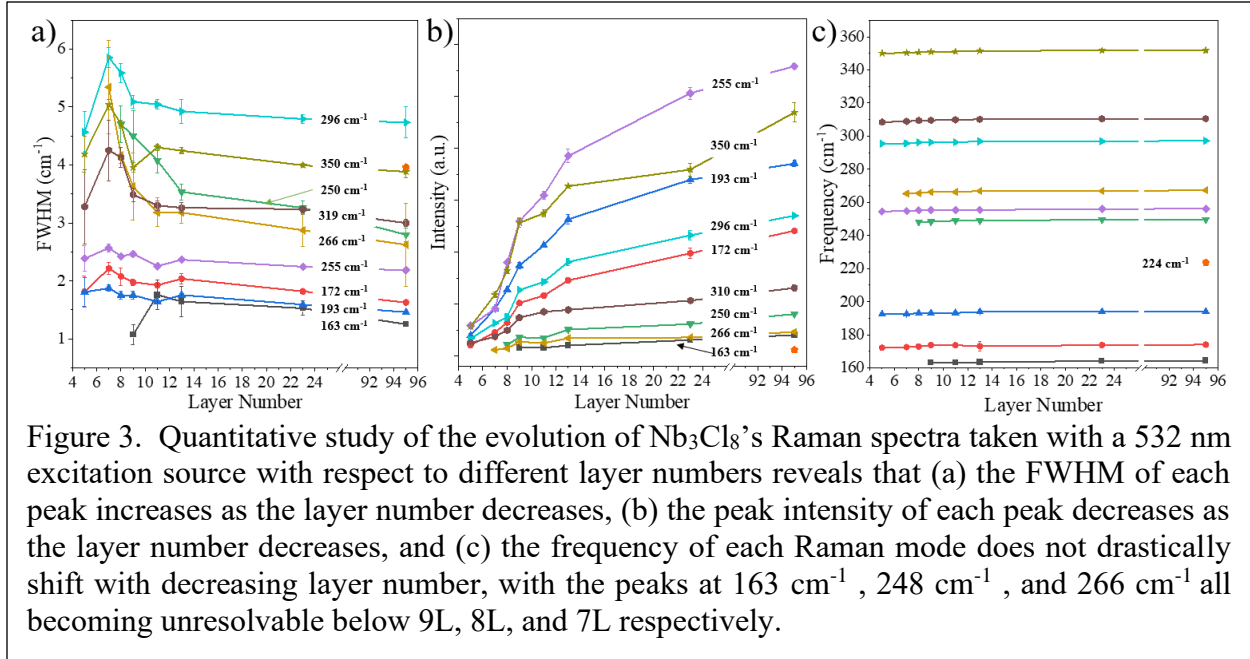 a)
6
5
4
3
2
1
FWHM (cm⁻¹)
296 cm⁻¹
350 cm⁻¹
250 cm⁻¹
319 cm⁻¹
266 cm⁻¹
255 cm⁻¹
172 cm⁻¹
193 cm⁻¹
163 cm⁻¹
4 6 8 10 12 14 16 18 20 22 24 92 94 96
Layer Number
b)
Intensity (a.u.)
255 cm⁻¹
350 cm⁻¹
193 cm⁻¹
296 cm⁻¹
172 cm⁻¹
310 cm⁻¹
250 cm⁻¹
266 cm⁻¹
163 cm⁻¹
4 6 8 10 12 14 16 18 20 22 24 92 94 96
Layer Number
c)
360
340
320
300
280
260
240
220
200
180
160
Frequency (cm⁻¹)
224 cm⁻¹
4 6 8 10 12 14 16 18 20 22 24 92 94 96
Layer Number
Figure 3. Quantitative study of the evolution of Nb₃Cl₈’s Raman spectra taken with a 532 nm
excitation source with respect to different layer numbers reveals that (a) the FWHM of each
peak increases as the layer number decreases, (b) the peak intensity of each peak decreases as
the layer number decreases, and (c) the frequency of each Raman mode does not drastically
shift with decreasing layer number, with the peaks at 163 cm⁻¹ , 248 cm⁻¹ , and 266 cm⁻¹ all
becoming unresolvable below 9L, 8L, and 7L respectively.